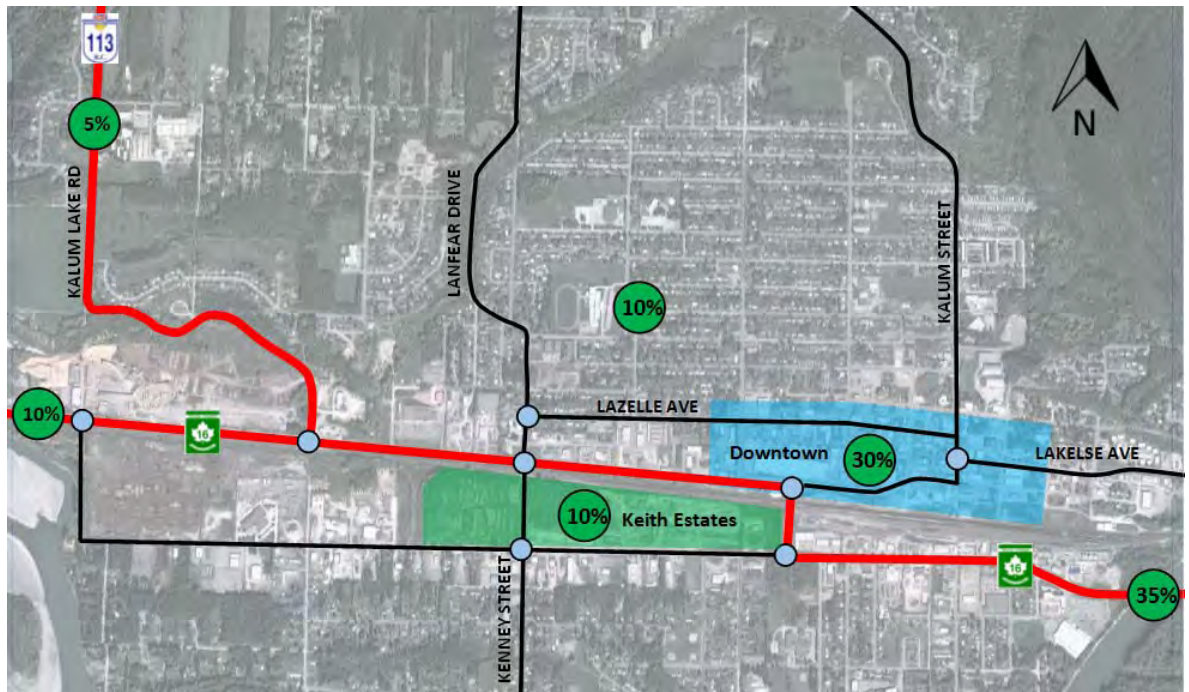 113
5%
N
KALUM LAKE RD
LANFEAR DRIVE
KALUM STREET
10%
10%
16
LAZELLE AVE
Downtown
30%
LAKELSE AVE
10%
Keith Estates
KENNEY STREET
16
35%